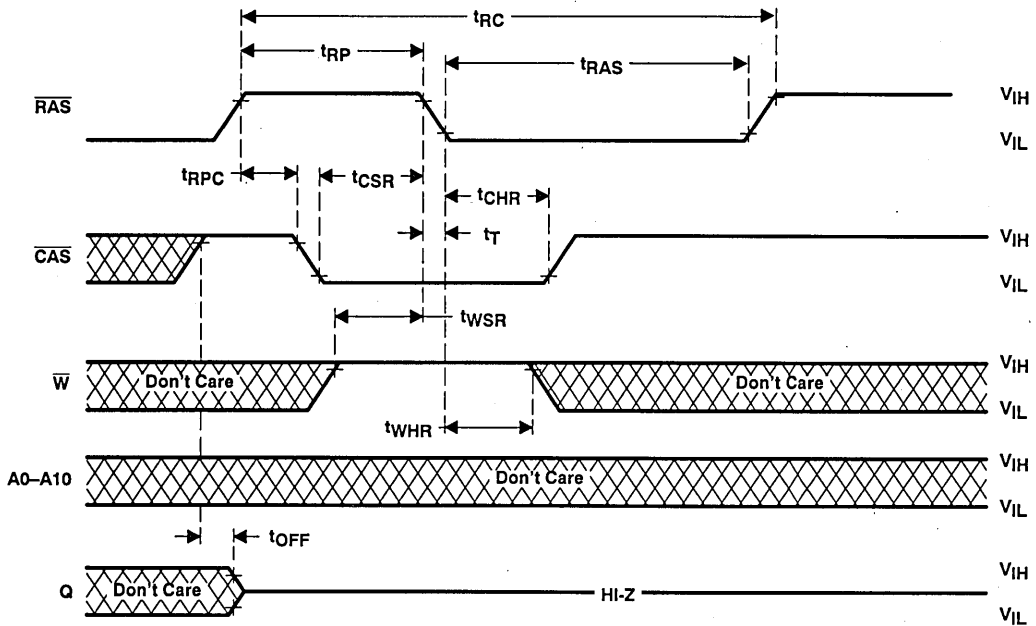 tRC
tRP
tRAS
RAS
VIH
VIL
tRPC
tCSR
tCHR
tT
CAS
VIH
VIL
tWSR
W
Don't Care
Don't Care
VIH
VIL
tWHR
A0–A10
Don't Care
VIH
VIL
tOFF
Q
Don't Care
HI-Z
VIH
VIL